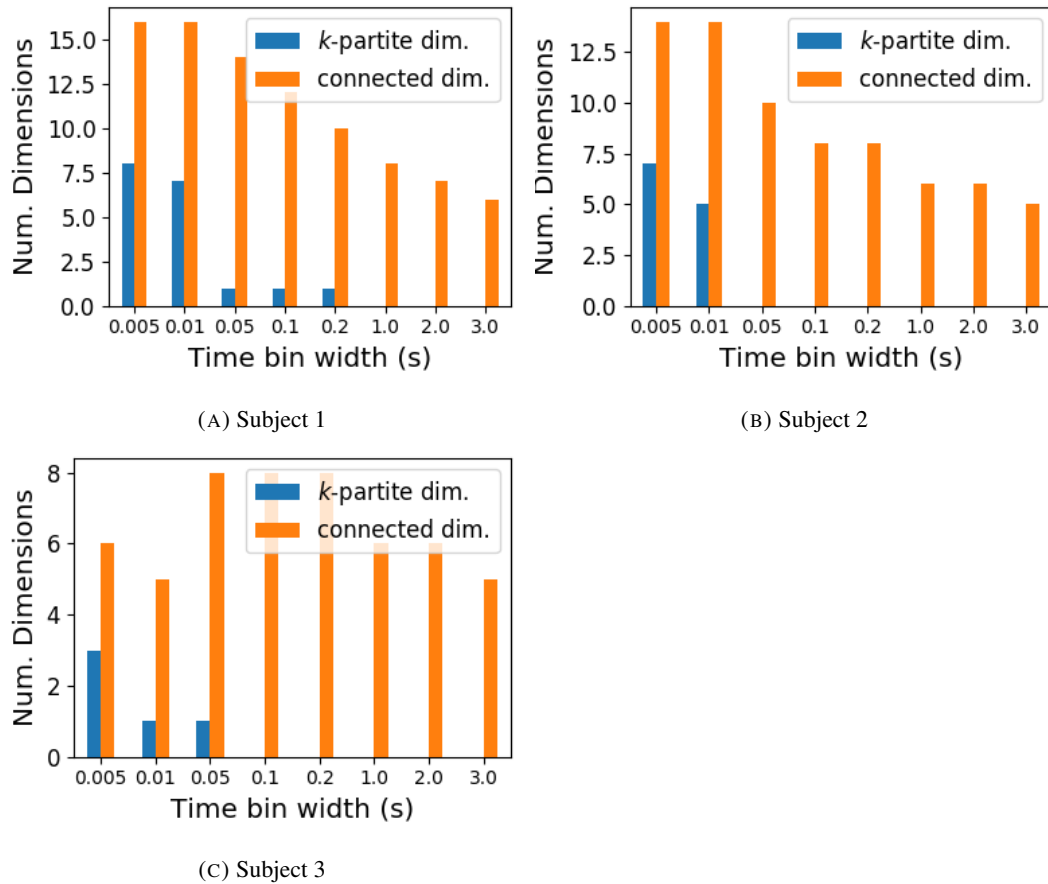 Num. Dimensions
15.0
12.5
10.0
7.5
5.0
2.5
0.0
k-partite dim.
connected dim.
0.005 0.01 0.05 0.1 0.2 1.0 2.0 3.0
Time bin width (s)
(A) Subject 1
Num. Dimensions
12.5
10.0
7.5
5.0
2.5
0.0
k-partite dim.
connected dim.
0.005 0.01 0.05 0.1 0.2 1.0 2.0 3.0
Time bin width (s)
(B) Subject 2
Num. Dimensions
8
6
4
2
0
k-partite dim.
connected dim.
0.005 0.01 0.05 0.1 0.2 1.0 2.0 3.0
Time bin width (s)
(C) Subject 3